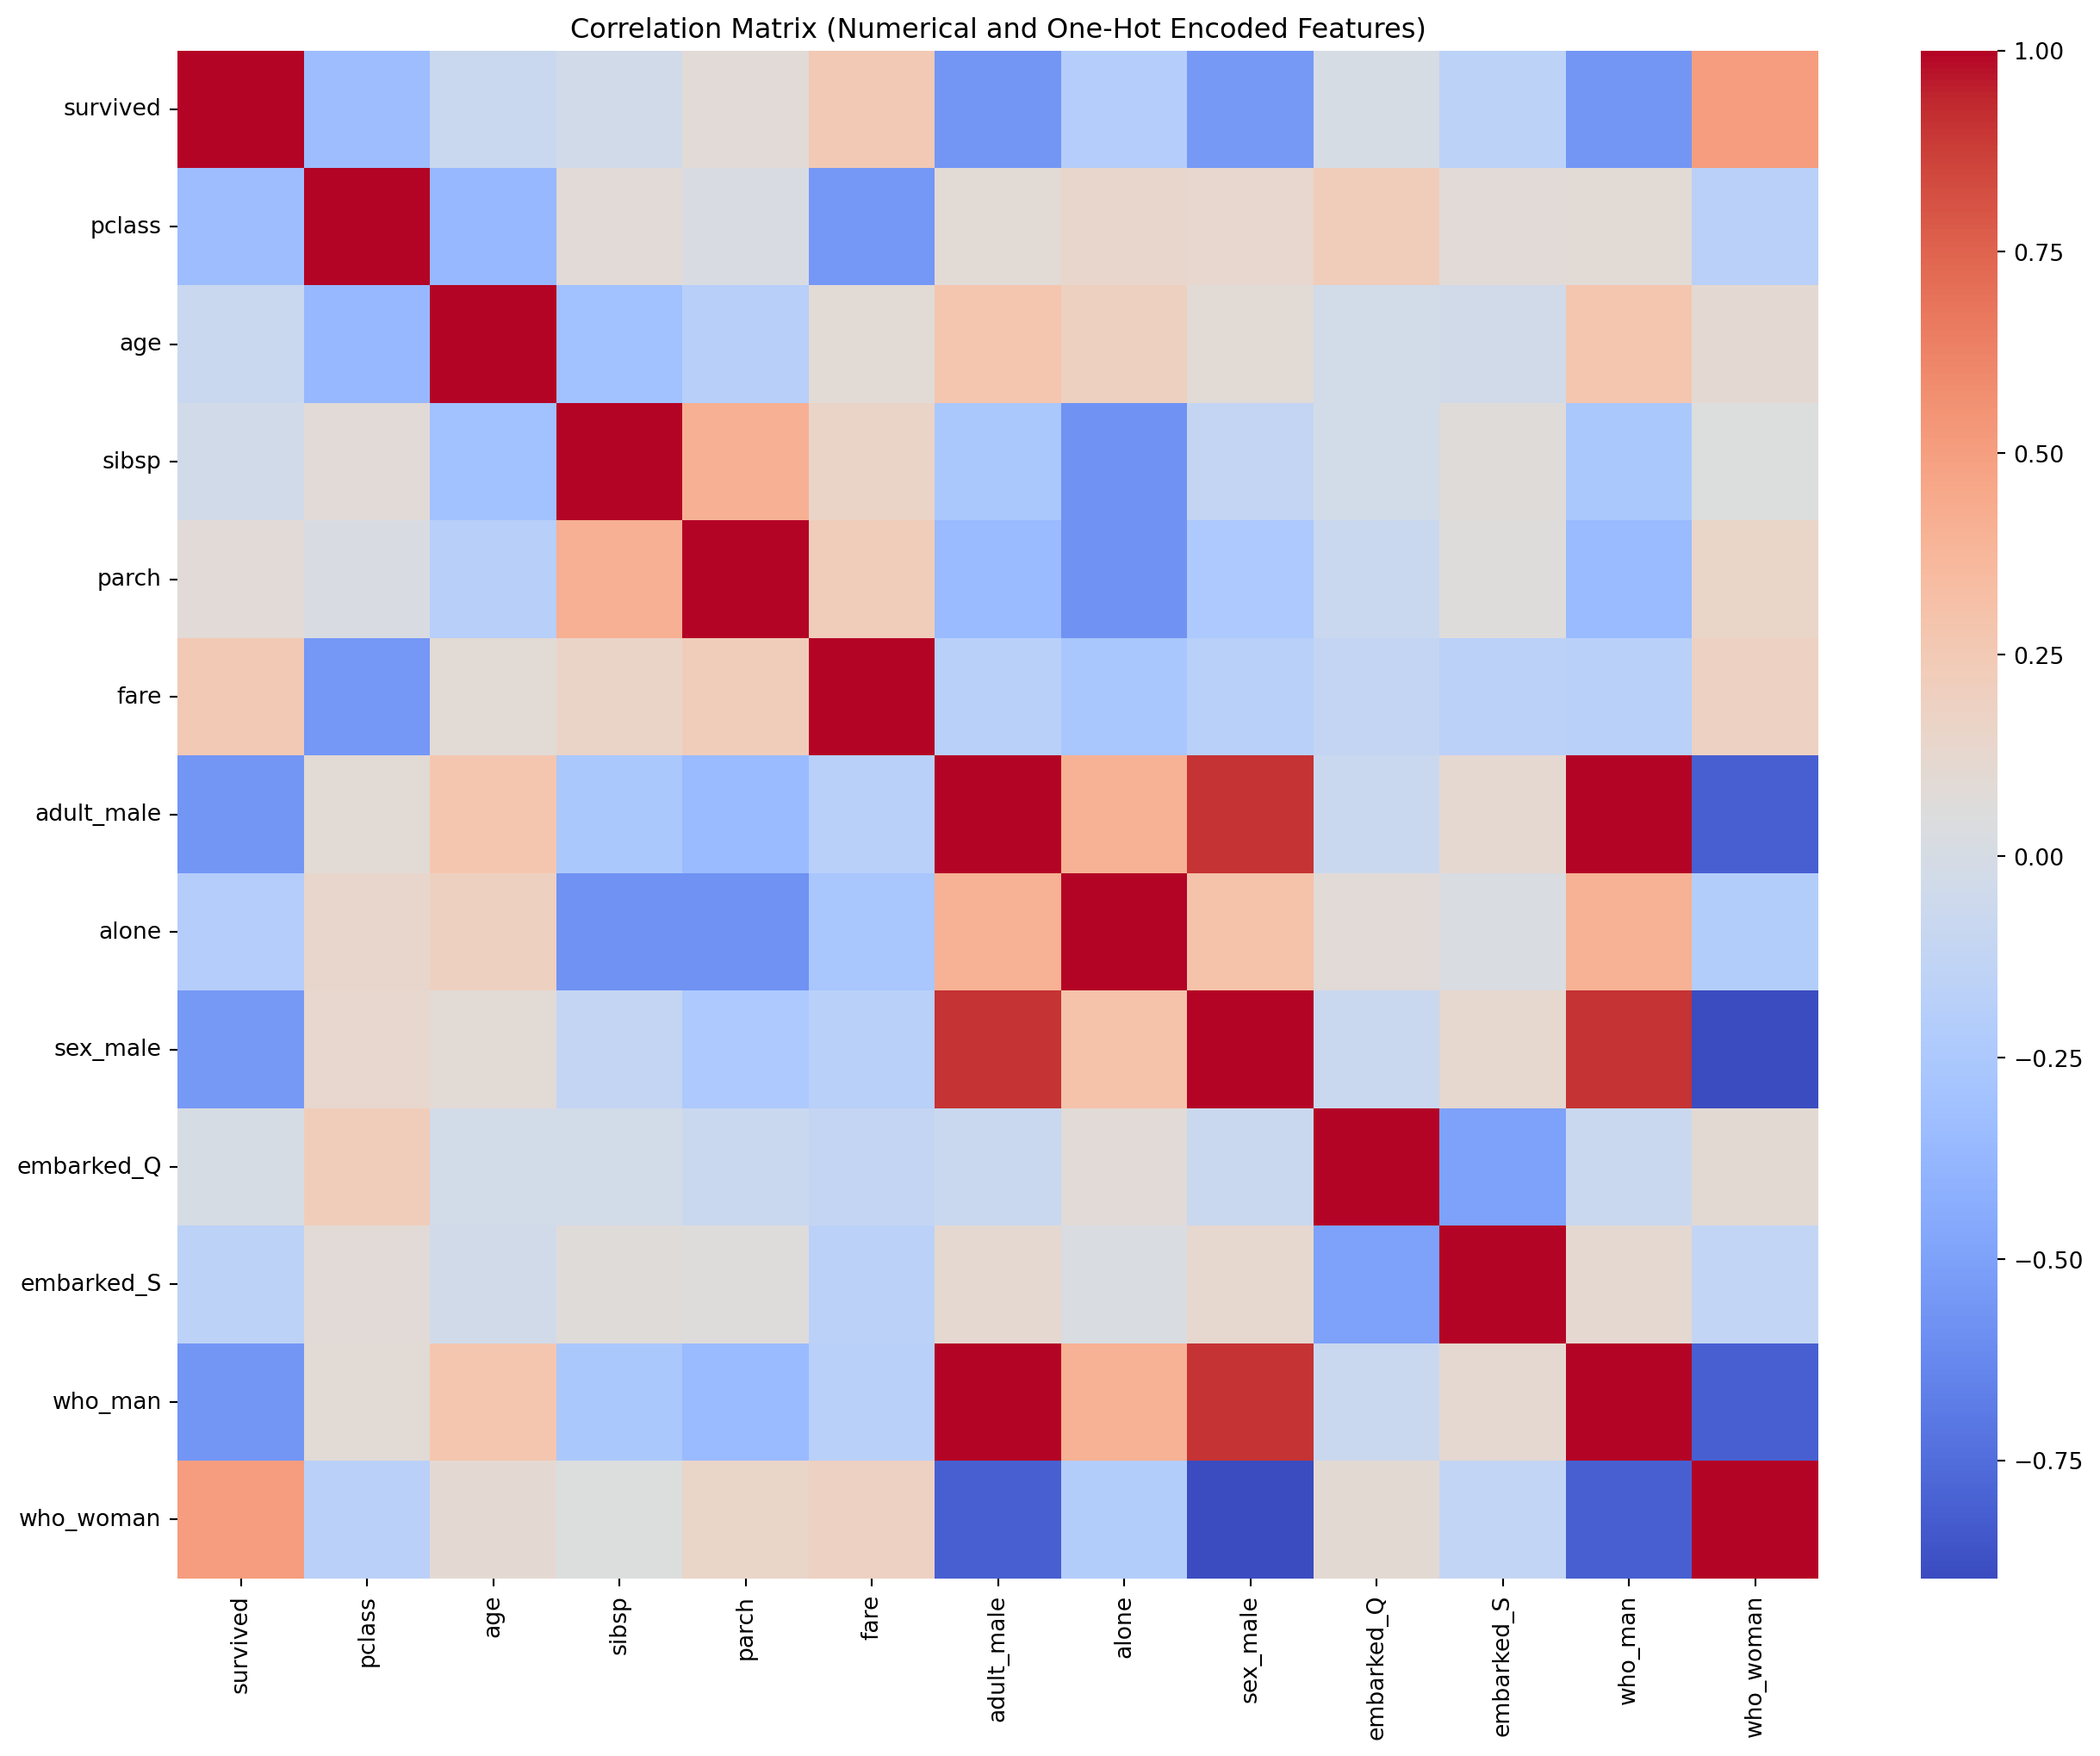 Correlation Matrix (Numerical and One-Hot Encoded Features)
survived
pclass
age
sibsp
parch
fare
adult_male
alone
sex_male
embarked_Q
embarked_S
who_man
who_woman
survived
pclass
age
sibsp
parch
fare
adult_male
alone
sex_male
embarked_Q
embarked_S
who_man
who_woman
1.00
0.75
0.50
0.25
0.00
−0.25
−0.50
−0.75